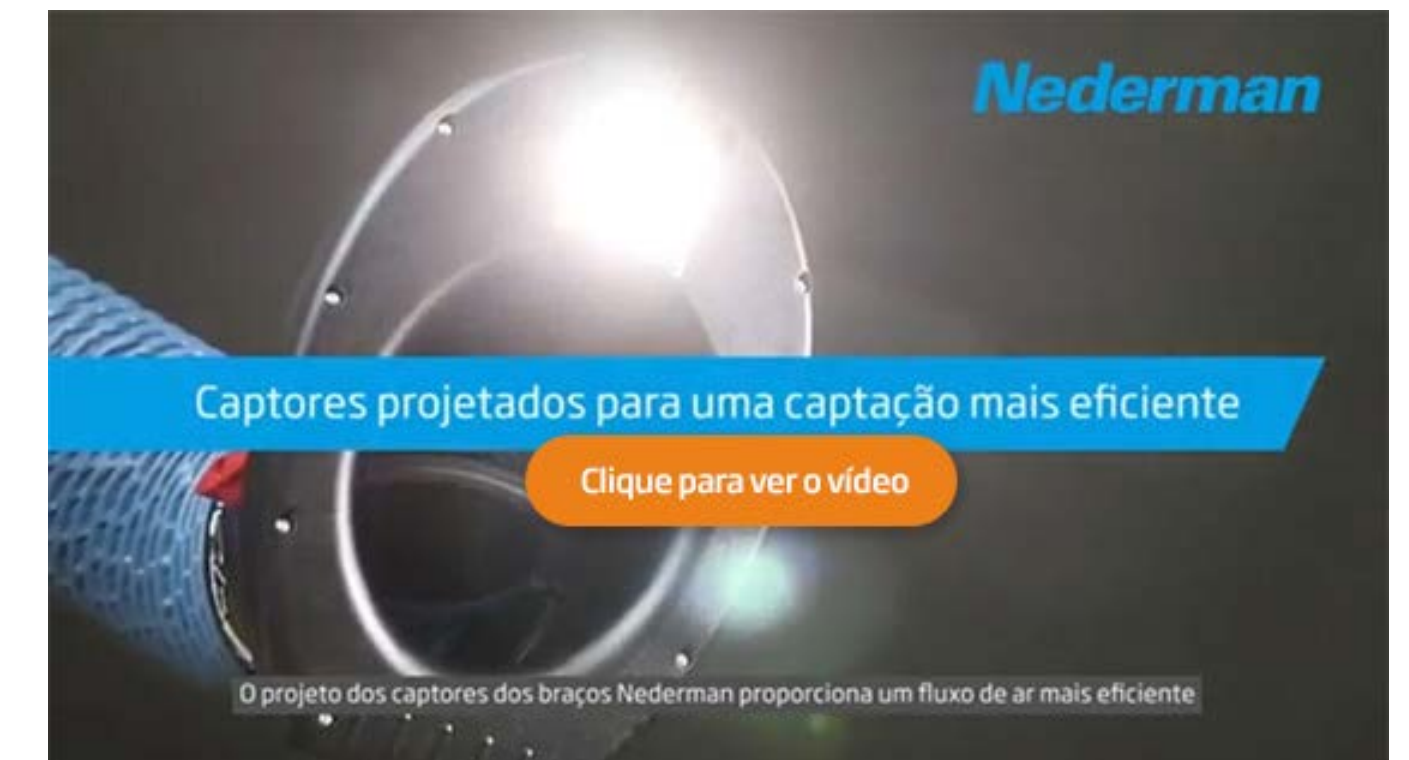 Nederman
Captores projetados para uma captação mais eficiente
Clique para ver o vídeo
O projeto dos captores dos braços Nederman proporciona um fluxo de ar mais eficiente